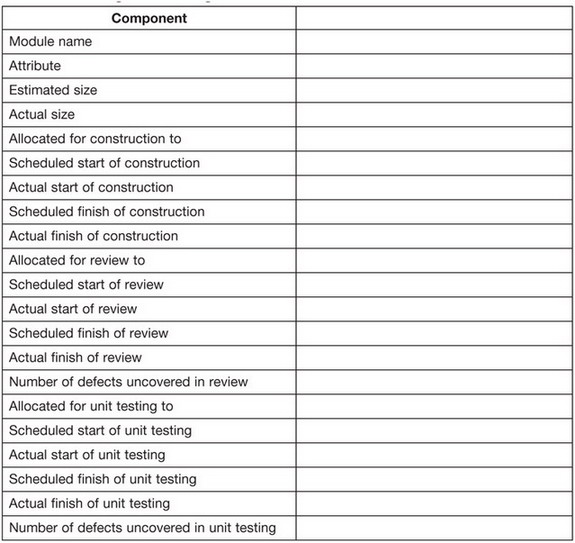 Component
Module name
Attribute
Estimated size
Actual size
Allocated for construction to
Scheduled start of construction
Actual start of construction
Scheduled finish of construction
Actual finish of construction
Allocated for review to
Scheduled start of review
Actual start of review
Scheduled finish of review
Actual finish of review
Number of defects uncovered in review
Allocated for unit testing to
Scheduled start of unit testing
Actual start of unit testing
Scheduled finish of unit testing
Actual finish of unit testing
Number of defects uncovered in unit testing